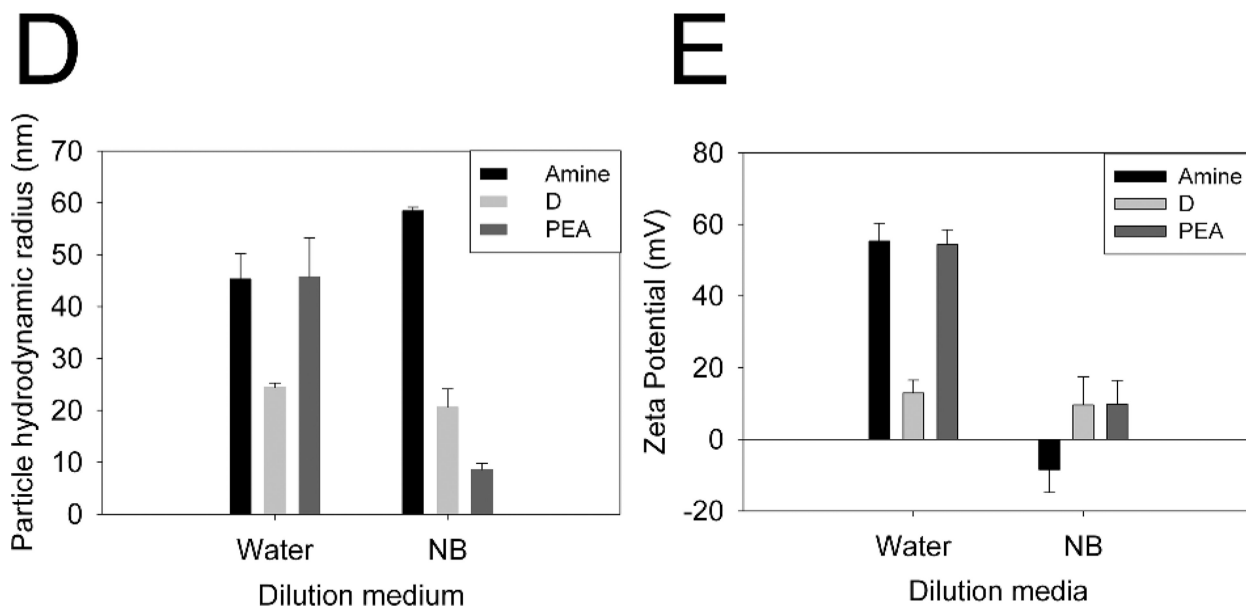 D
Particle hydrodynamic radius (nm)
70
60
50
40
30
20
10
0
Amine
D
PEA
Water NB
Dilution medium
E
Zeta Potential (mV)
80
60
40
20
0
-20
Amine
D
PEA
Water NB
Dilution media